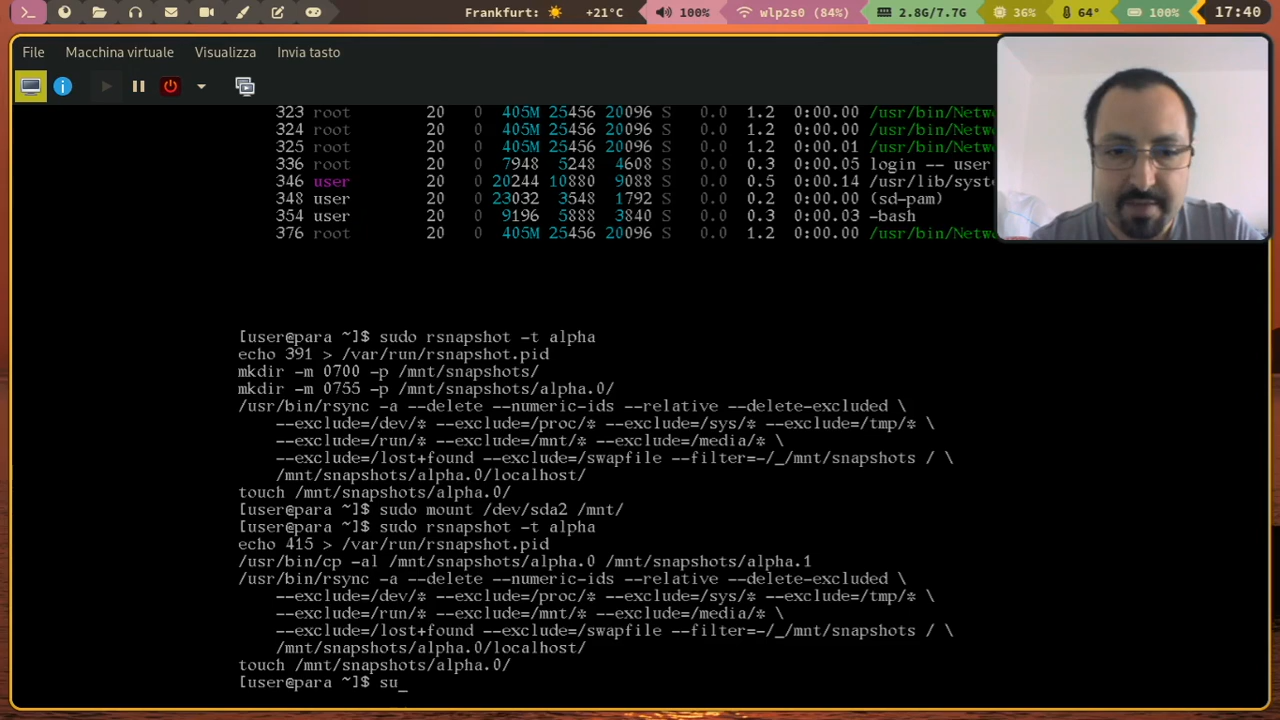 Frankfurt: +21°C 100% wlp2s0 (84%) 2.8G/7.7G 36% 64° 100% 17:40
File Macchina virtuale Visualizza Invia tasto
323 root 20 0 405M 25456 20096 S 0.0 1.2 0:00.00 /usr/bin/Netw
324 root 20 0 405M 25456 20096 S 0.0 1.2 0:00.00 /usr/bin/Netw
325 root 20 0 405M 25456 20096 S 0.0 1.2 0:00.01 /usr/bin/Netw
336 root 20 0 7948 5248 4608 S 0.0 0.3 0:00.05 login -- user
346 user 20 0 20244 10880 9088 S 0.0 0.5 0:00.14 /usr/lib/syst
348 user 20 0 23032 3548 1792 S 0.0 0.2 0:00.00 (sd-pam)
354 user 20 0 9196 5888 3840 S 0.0 0.3 0:00.03 -bash
376 root 20 0 405M 25456 20096 S 0.0 1.2 0:00.00 /usr/bin/Netw
[user@para ~]$ sudo rsnapshot -t alpha
echo 391 > /var/run/rsnapshot.pid
mkdir -m 0700 -p /mnt/snapshots/
mkdir -m 0755 -p /mnt/snapshots/alpha.0/
/usr/bin/rsync -a --delete --numeric-ids --relative --delete-excluded \
--exclude=/dev/* --exclude=/proc/* --exclude=/sys/* --exclude=/tmp/* \
--exclude=/run/* --exclude=/mnt/* --exclude=/media/* \
--exclude=/lost+found --exclude=/swapfile --filter=-/_/mnt/snapshots / \
/mnt/snapshots/alpha.0/localhost/
touch /mnt/snapshots/alpha.0/
[user@para ~]$ sudo mount /dev/sda2 /mnt/
[user@para ~]$ sudo rsnapshot -t alpha
echo 415 > /var/run/rsnapshot.pid
/usr/bin/cp -al /mnt/snapshots/alpha.0 /mnt/snapshots/alpha.1
/usr/bin/rsync -a --delete --numeric-ids --relative --delete-excluded \
--exclude=/dev/* --exclude=/proc/* --exclude=/sys/* --exclude=/tmp/* \
--exclude=/run/* --exclude=/mnt/* --exclude=/media/* \
--exclude=/lost+found --exclude=/swapfile --filter=-/_/mnt/snapshots / \
/mnt/snapshots/alpha.0/localhost/
touch /mnt/snapshots/alpha.0/
[user@para ~]$ su_